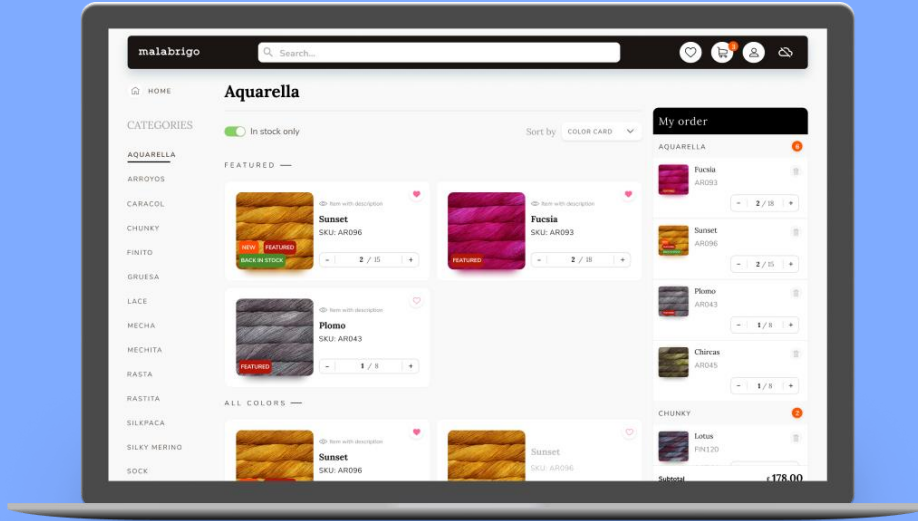 malabrigo
Search...
HOME
Aquarella
CATEGORIES
In stock only
Sort by COLOR CARD
My order
AQUARELLA 6
AQUARELLA
ARROYOS
CARACOL
CHUNKY
FINITO
GRUESA
LACE
MECHA
MECHITA
RASTA
RASTITA
SILKPACA
SILKY MERINO
SOCK
FEATURED
Item with description
Sunset
SKU: AR096
NEW FEATURED
BACK IN STOCK
- 2 / 15 +
Item with description
Fucsia
SKU: AR093
FEATURED
- 2 / 18 +
Item with description
Plomo
SKU: AR043
FEATURED
- 1 / 8 +
ALL COLORS
Item with description
Sunset
SKU: AR096
Sunset
SKU: AR096
Fucsia
AR093
- 2 / 18 +
Sunset
AR096
- 2 / 15 +
Plomo
AR043
- 1 / 8 +
Chircas
AR045
- 1 / 8 +
CHUNKY 2
Lotus
FIN120
Subtotal 178.00